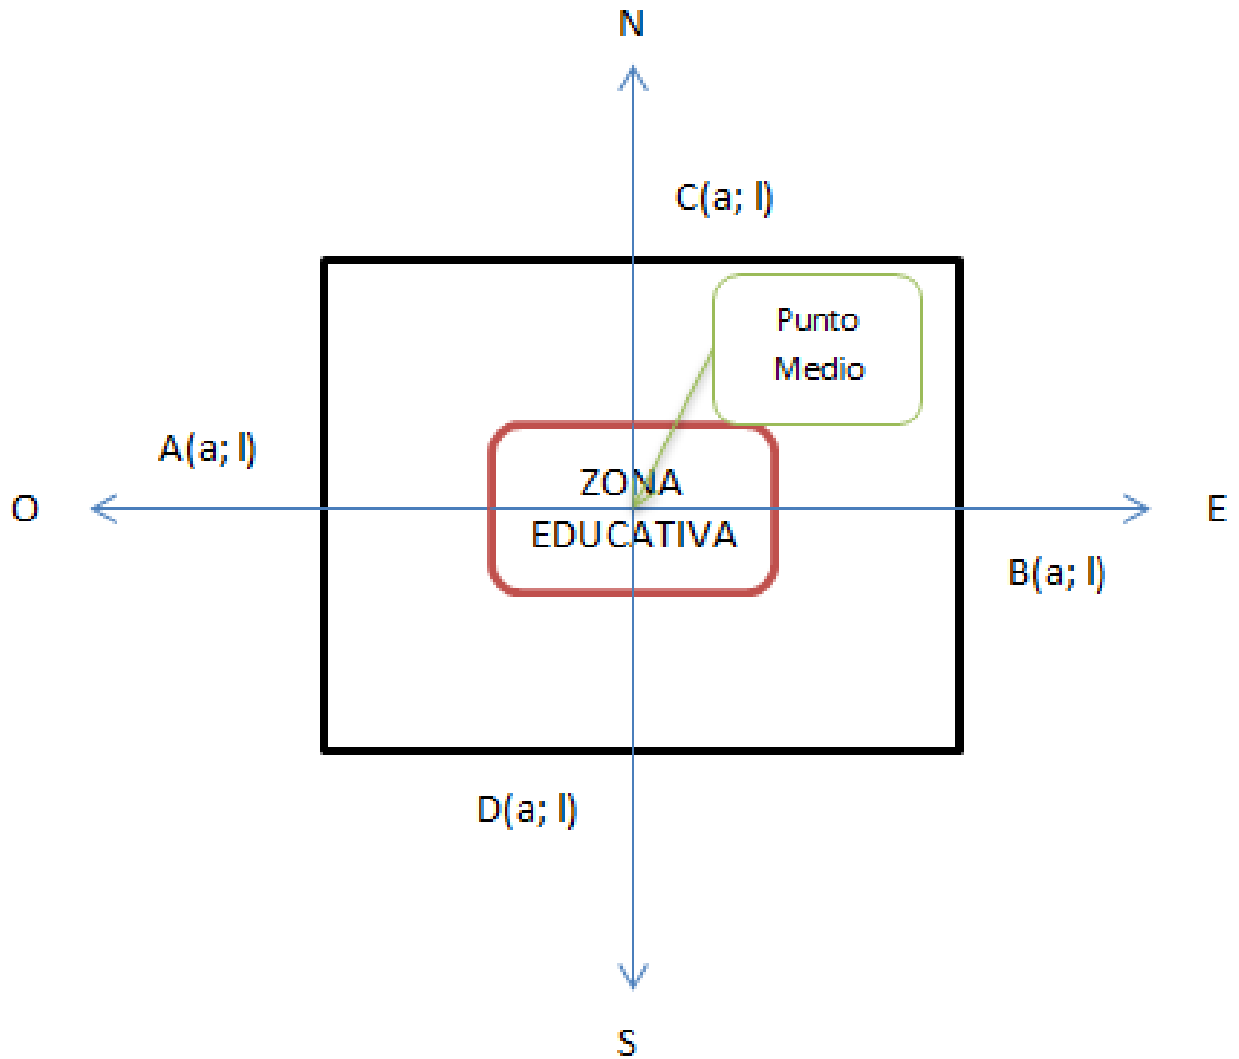 N
C(a; l)
Punto
Medio
A(a; l)
ZONA
O
E
EDUCATIVA
B(a; l)
D(a; l)
S